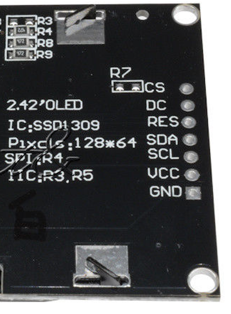 R3
R4
R8
R9
R7
CS
DC
2.42"OLED
RES
IC:SSD1309
SDA
Pixels:128*64
SCL
SPI:R4
VCC
IIC:R3,R5
GND